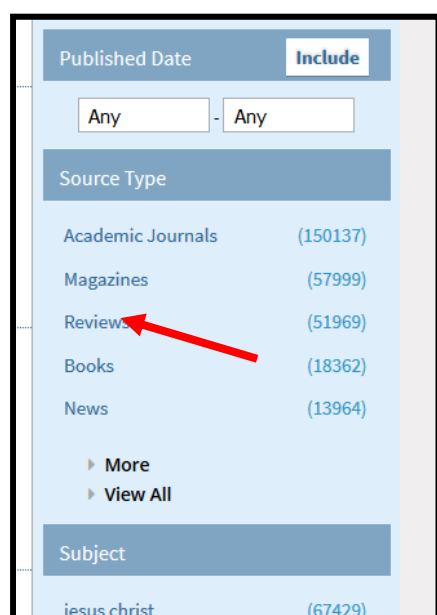 Published Date Include
Any - Any
Source Type
Academic Journals (150137)
Magazines (57999)
Reviews (51969)
Books (18362)
News (13964)
More
View All
Subject
jesus christ (67429)